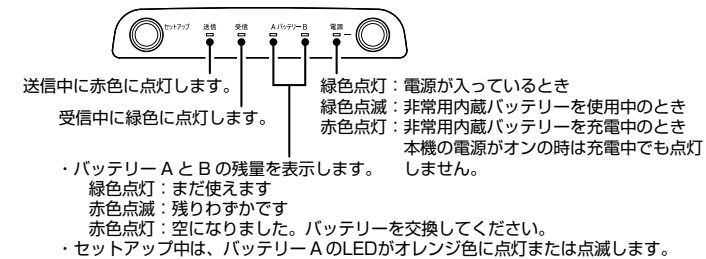 セットアップ 送信 受信 A バッテリー B 電源
送信中に赤色に点灯します。
受信中に緑色に点灯します。
緑色点灯：電源が入っているとき
緑色点滅：非常用内蔵バッテリーを使用中のとき
赤色点灯：非常用内蔵バッテリーを充電中のとき
本機の電源がオンの時は充電中でも点灯
しません。
・バッテリー A と B の残量を表示します。
緑色点灯：まだ使えます
赤色点滅：残りわずかです
赤色点灯：空になりました。バッテリーを交換してください。
・セットアップ中は、バッテリー A のLEDがオレンジ色に点灯または点滅します。